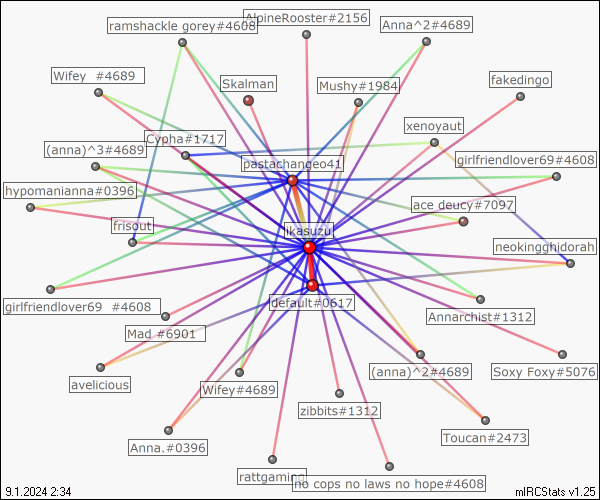 AlpineRooster#2156
ramshackle gorey#4608
Anna^2#4689
Wifey #4689
Skalman
Mushy#1984
fakedingo
xenoyaut
Cypha#1717
(anna)^3#4689
pastachangeo41
girlfriendlover69#4608
hypomanianna#0396
ace deucy#7097
frisout
ikasuzu
neokingghidorah
default#0617
girlfriendlover69 #4608
Annarchist#1312
Mad #6901
(anna)^2#4689
Soxy Foxy#5076
avelicious
Wifey#4689
zibbits#1312
Toucan#2473
Anna.#0396
rattgaming
no cops no laws no hope#4608
9.1.2024 2:34
mIRCStats v1.25